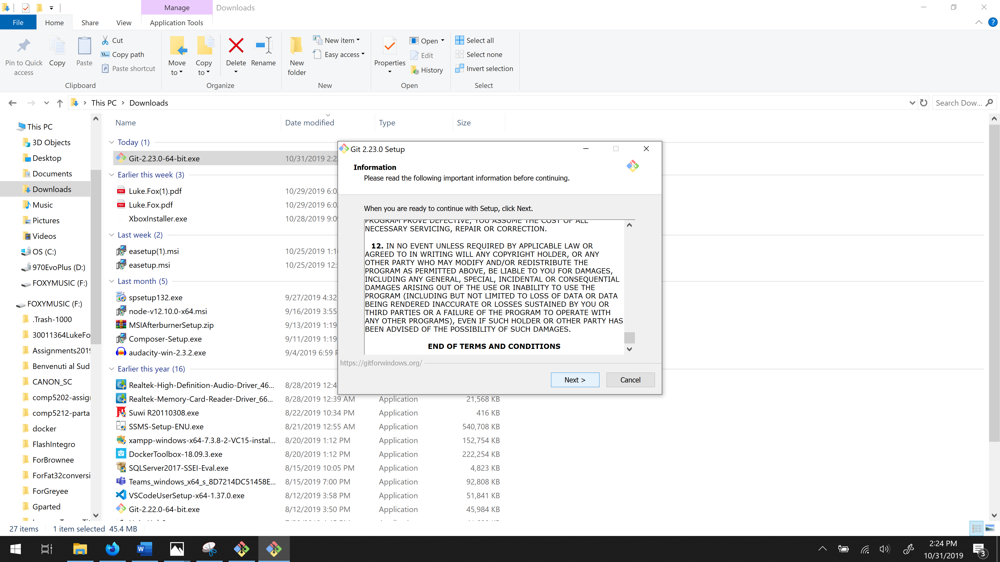 Manage
Downloads
File
Home
Share
View
Application Tools
Pin to Quick access
Copy
Paste
Cut
Copy path
Paste shortcut
Clipboard
Move to
Copy to
Delete
Rename
Organize
New folder
New item
Easy access
New
Properties
Open
Edit
History
Open
Select all
Select none
Invert selection
Select
This PC > Downloads
Search Dow...
This PC
3D Objects
Desktop
Documents
Downloads
Music
Pictures
Videos
OS (C:)
970EvoPlus (D:)
FOXYMUSIC (F:)
FOXYMUSIC (F:)
.Trash-1000
30011364LukeFo
Assignments2019
Benvenuti al Sud
CANON_SC
comp5202-assig
comp5212-parta
docker
FlashIntegro
ForBrownee
ForFat32conversi
ForGreyee
Gparted
Name Date modified Type Size
Today (1)
Git-2.23.0-64-bit.exe 10/31/2019 2:2
Earlier this week (3)
Luke.Fox(1).pdf 10/29/2019 6:0
Luke.Fox.pdf 10/29/2019 6:0
XboxInstaller.exe 10/28/2019 9:0
Last week (2)
easetup(1).msi 10/25/2019 1:1
easetup.msi 10/25/2019 12:
Last month (5)
spsetup132.exe 9/27/2019 4:32
node-v12.10.0-x64.msi 9/16/2019 3:55
MSIAfterburnerSetup.zip 9/13/2019 1:19
Composer-Setup.exe 9/11/2019 1:19
audacity-win-2.3.2.exe 9/4/2019 6:59 P
Earlier this year (16)
Realtek-High-Definition-Audio-Driver_46... 8/28/2019 12:4
Realtek-Memory-Card-Reader-Driver_66... 8/28/2019 12:39 AM Application 21,568 KB
Suwi R20110308.exe 8/22/2019 10:34 PM Application 416 KB
SSMS-Setup-ENU.exe 8/21/2019 12:55 AM Application 540,708 KB
xampp-windows-x64-7.3.8-2-VC15-instal... 8/20/2019 1:12 PM Application 152,754 KB
DockerToolbox-18.09.3.exe 8/20/2019 1:12 PM Application 222,254 KB
SQLServer2017-SSEI-Eval.exe 8/15/2019 10:05 PM Application 4,823 KB
Teams_windows_x64_s_8D7214DC51458E... 8/15/2019 7:00 PM Application 92,808 KB
VSCodeUserSetup-x64-1.37.0.exe 8/12/2019 3:58 PM Application 51,841 KB
Git-2.22.0-64-bit.exe 8/12/2019 3:50 PM Application 45,984 KB
Git 2.23.0 Setup
Information
Please read the following important information before continuing.
When you are ready to continue with Setup, click Next.
PROGRAM PROVE DEFECTIVE, YOU ASSUME THE COST OF ALL
NECESSARY SERVICING, REPAIR OR CORRECTION.
12. IN NO EVENT UNLESS REQUIRED BY APPLICABLE LAW OR
AGREED TO IN WRITING WILL ANY COPYRIGHT HOLDER, OR ANY
OTHER PARTY WHO MAY MODIFY AND/OR REDISTRIBUTE THE
PROGRAM AS PERMITTED ABOVE, BE LIABLE TO YOU FOR DAMAGES,
INCLUDING ANY GENERAL, SPECIAL, INCIDENTAL OR CONSEQUENTIAL
DAMAGES ARISING OUT OF THE USE OR INABILITY TO USE THE
PROGRAM (INCLUDING BUT NOT LIMITED TO LOSS OF DATA OR DATA
BEING RENDERED INACCURATE OR LOSSES SUSTAINED BY YOU OR
THIRD PARTIES OR A FAILURE OF THE PROGRAM TO OPERATE WITH
ANY OTHER PROGRAMS), EVEN IF SUCH HOLDER OR OTHER PARTY HAS
BEEN ADVISED OF THE POSSIBILITY OF SUCH DAMAGES.
END OF TERMS AND CONDITIONS
https://gitforwindows.org/
Next >
Cancel
27 items 1 item selected 45.4 MB
2:24 PM
10/31/2019
3